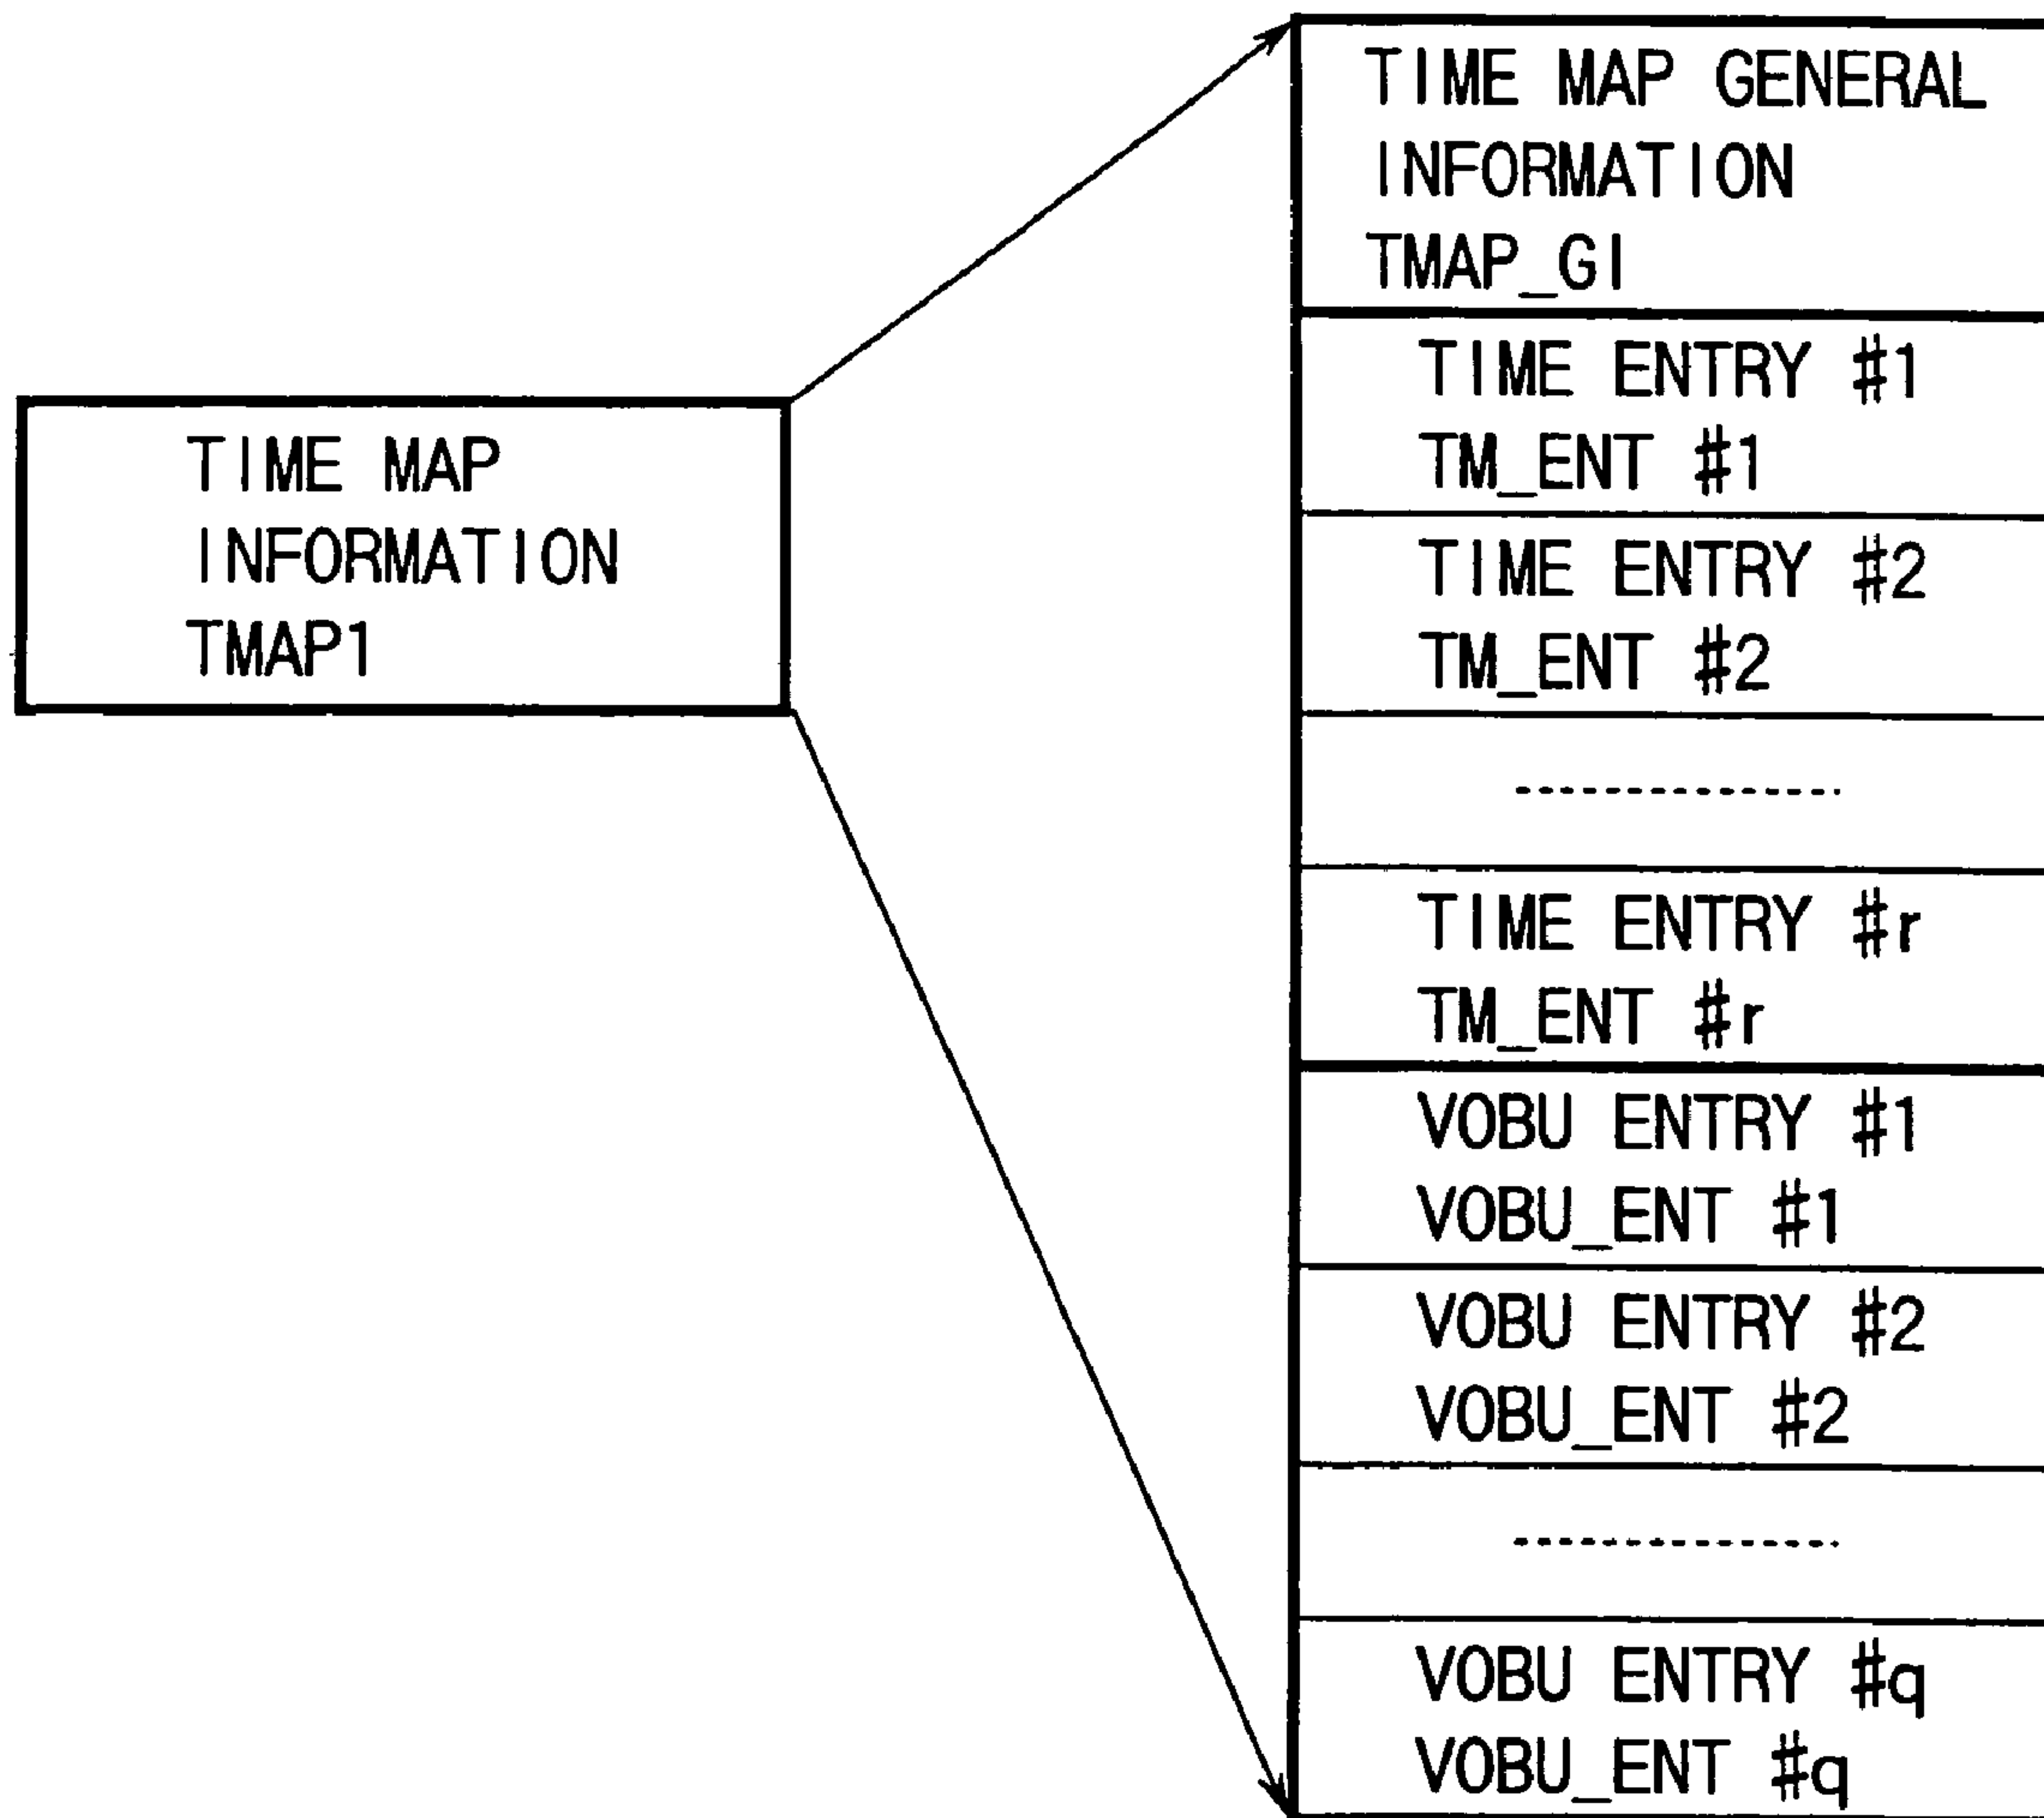 TIME MAP
INFORMATION
TMAP1
TIME MAP GENERAL
INFORMATION
TMAP_GI
TIME ENTRY #1
TM_ENT #1
TIME ENTRY #2
TM_ENT #2
TIME ENTRY #r
TM_ENT #r
VOBU ENTRY #1
VOBU_ENT #1
VOBU ENTRY #2
VOBU_ENT #2
VOBU ENTRY #q
VOBU_ENT #q